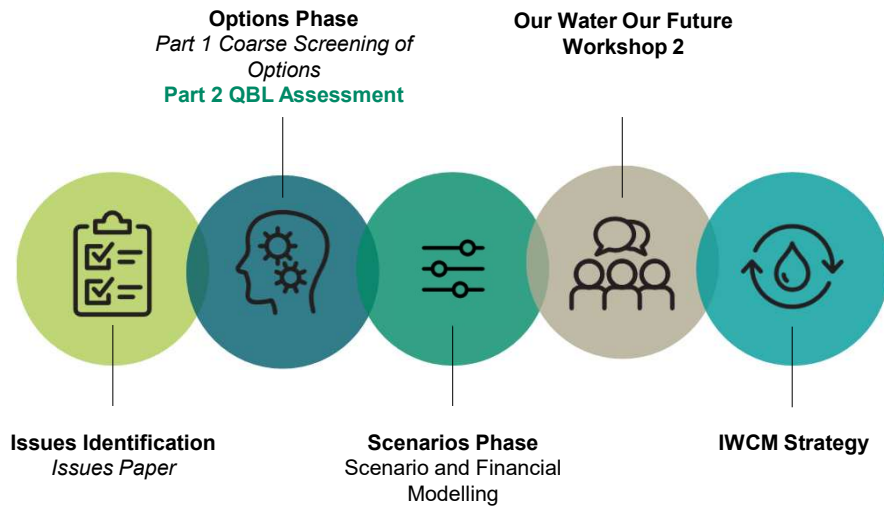 Options Phase
Part 1 Coarse Screening of
Options
Part 2 QBL Assessment
Our Water Our Future
Workshop 2
Issues Identification
Issues Paper
Scenarios Phase
Scenario and Financial
Modelling
IWCM Strategy